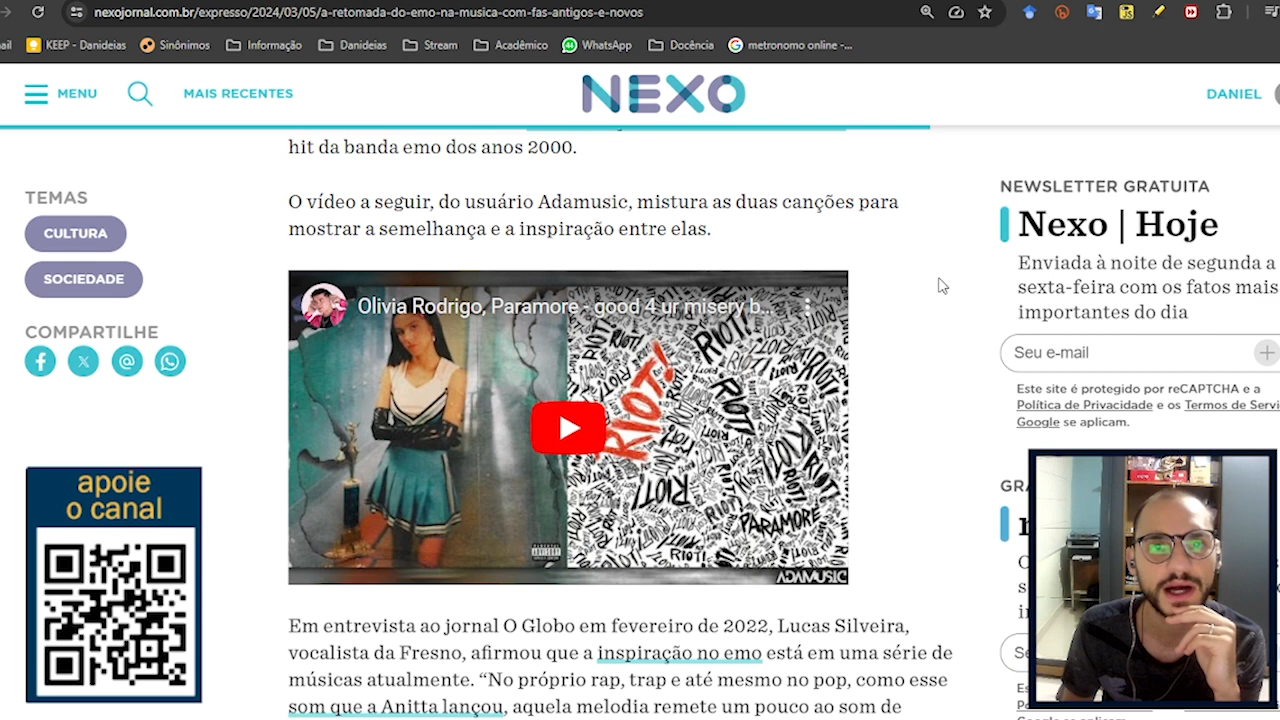 nexojornal.com.br/expresso/2024/03/05/a-retomada-do-emo-na-musica-com-fas-antigos-e-novos
KEEP - Danideias
Sinônimos
Informação
Danideias
Stream
Acadêmico
44
WhatsApp
Docência
metronomo online -...
MENU
MAIS RECENTES
NEXO
DANIEL
hit da banda emo dos anos 2000.
O vídeo a seguir, do usuário Adamusic, mistura as duas canções para
mostrar a semelhança e a inspiração entre elas.
TEMAS
CULTURA
SOCIEDADE
COMPARTILHE
apoie
o canal
Olivia Rodrigo, Paramore - good 4 ur misery b...
RIOT!
PARAMORE
ADAMUSIC
Em entrevista ao jornal O Globo em fevereiro de 2022, Lucas Silveira,
vocalista da Fresno, afirmou que a inspiração no emo está em uma série de
músicas atualmente. “No próprio rap, trap e até mesmo no pop, como esse
som que a Anitta lançou, aquela melodia remete um pouco ao som de
NEWSLETTER GRATUITA
Nexo | Hoje
Enviada à noite de segunda a
sexta-feira com os fatos mais
importantes do dia
Seu e-mail
Este site é protegido por reCAPTCHA e a
Política de Privacidade e os Termos de Servi
Google se aplicam.